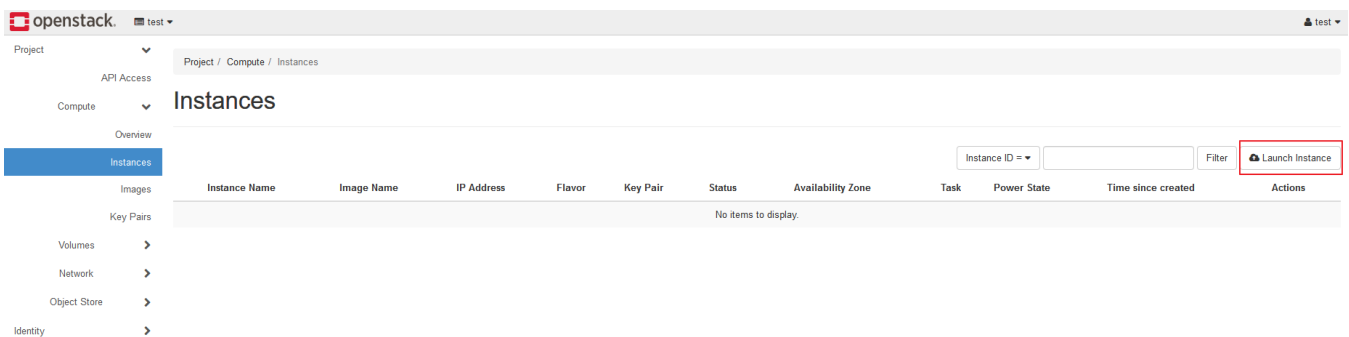 openstack. test test
Project
API Access
Compute
Overview
Instances
Images
Key Pairs
Volumes
Network
Object Store
Identity
Project / Compute / Instances
Instances
Instance ID = Filter Launch Instance
Instance Name Image Name IP Address Flavor Key Pair Status Availability Zone Task Power State Time since created Actions
No items to display.